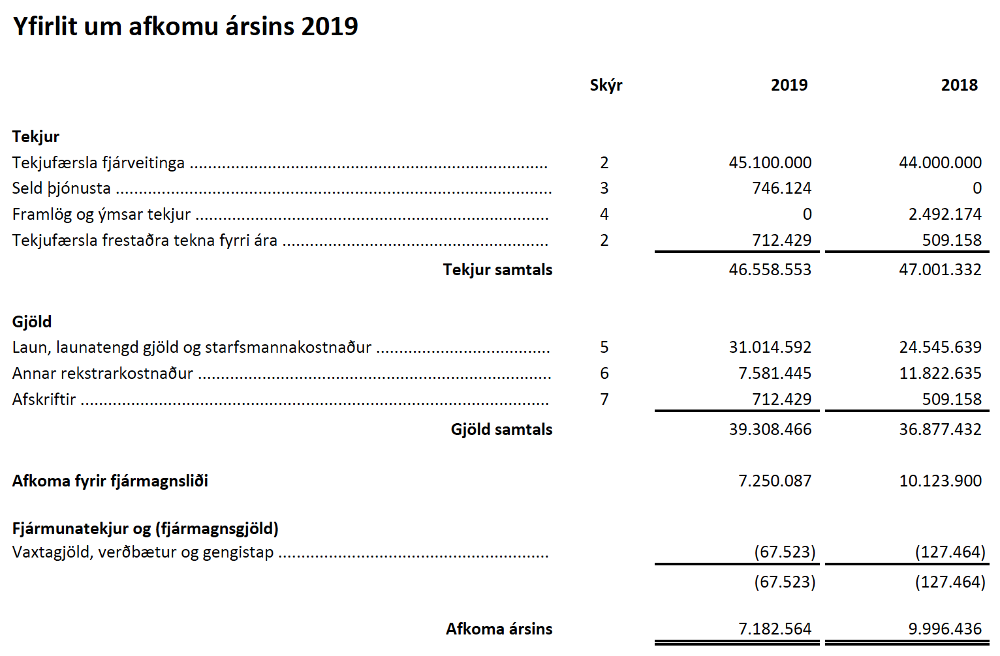 Yfirlit um afkomu ársins 2019
Skýr 2019 2018
Tekjur
Tekjufærsla fjárveitinga .............................................................................. 2 45.100.000 44.000.000
Seld þjónusta ............................................................................................... 3 746.124 0
Framlög og ýmsar tekjur ............................................................................. 4 0 2.492.174
Tekjufærsla frestaðra tekna fyrri ára .......................................................... 2 712.429 509.158
Tekjur samtals 46.558.553 47.001.332
Gjöld
Laun, launatengd gjöld og starfsmannakostnaður ...................................... 5 31.014.592 24.545.639
Annar rekstrarkostnaður ............................................................................. 6 7.581.445 11.822.635
Afskriftir ...................................................................................................... 7 712.429 509.158
Gjöld samtals 39.308.466 36.877.432
Afkoma fyrir fjármagnsliði 7.250.087 10.123.900
Fjármunatekjur og (fjármagnsgjöld)
Vaxtagjöld, verðbætur og gengistap ........................................................... (67.523) (127.464)
(67.523) (127.464)
Afkoma ársins 7.182.564 9.996.436